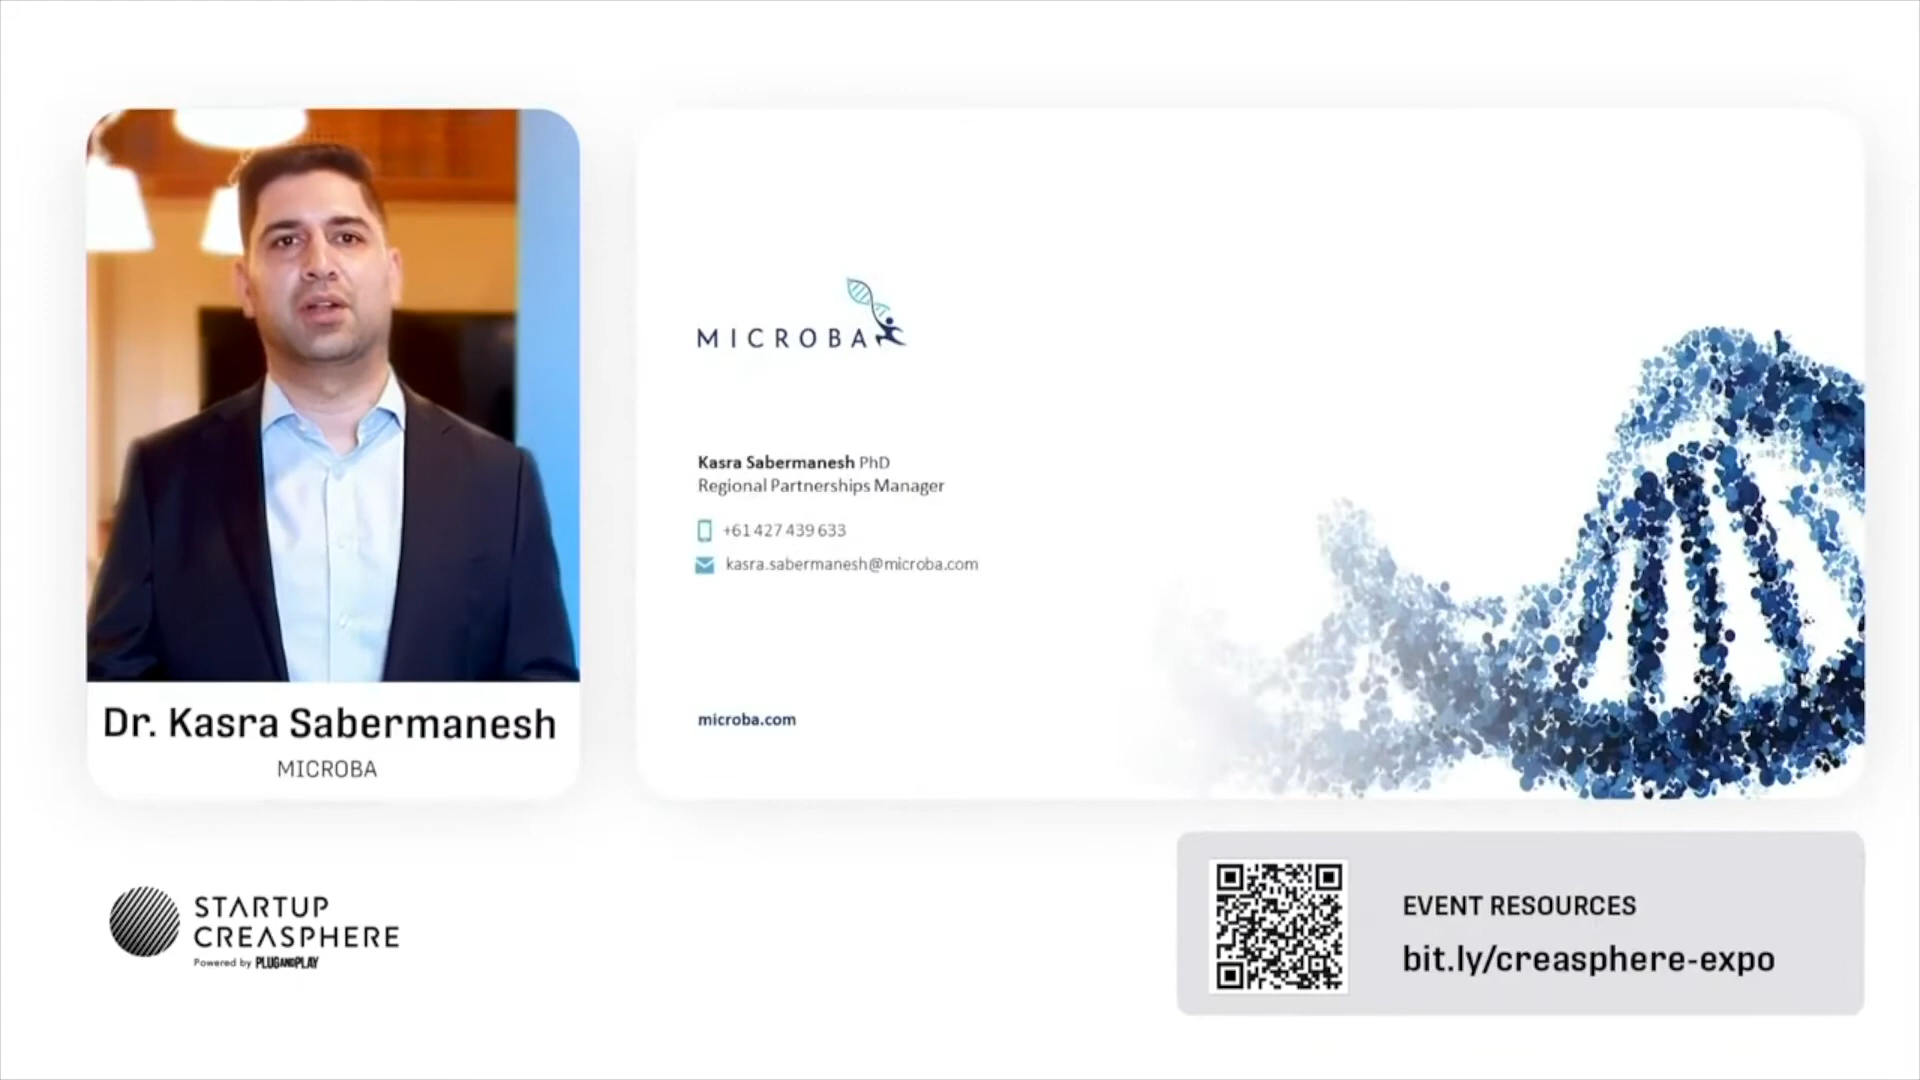 Dr. Kasra Sabermanesh
MICROBA
MICROBA
Kasra Sabermanesh PhD
Regional Partnerships Manager
+61 427 439 633
kasra.sabermanesh@microba.com
microba.com
STARTUP
CREASPHERE
Powered by PLUGANDPLAY
EVENT RESOURCES
bit.ly/creasphere-expo